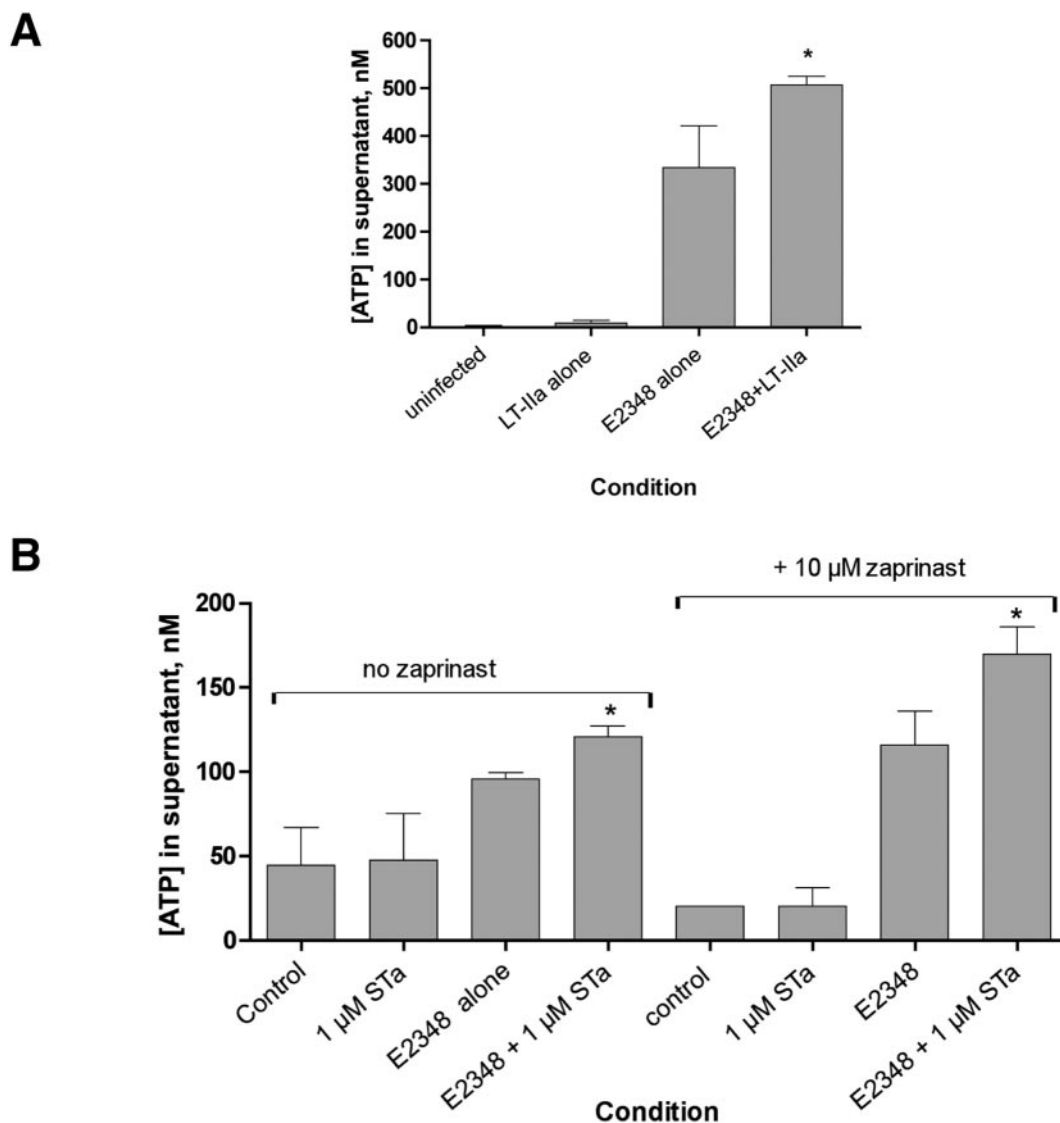 A
600
500
400
300
200
100
0
[ATP] in supernatant, nM
*
uninfected
LT-IIa alone
E2348 alone
E2348+LT-IIa
Condition
B
+ 10 µM zaprinast
no zaprinast
200
150
100
50
0
[ATP] in supernatant, nM
*
*
Control
1 µM STa
E2348 alone
E2348 + 1 µM STa
control
1 µM STa
E2348
E2348 + 1 µM STa
Condition